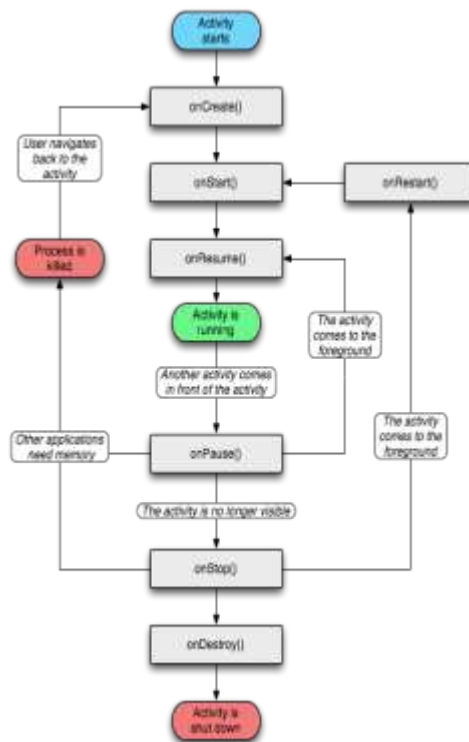 Activity
starts
onCreate()
User navigates
back to the
activity
onStart()
onRestart()
Process is
killed
onResume()
Activity is
running
The activity
comes to the
foreground
Another activity comes
in front of the activity
The activity
comes to the
foreground
Other applications
need memory
onPause()
The activity is no longer visible
onStop()
onDestroy()
Activity is
shut down